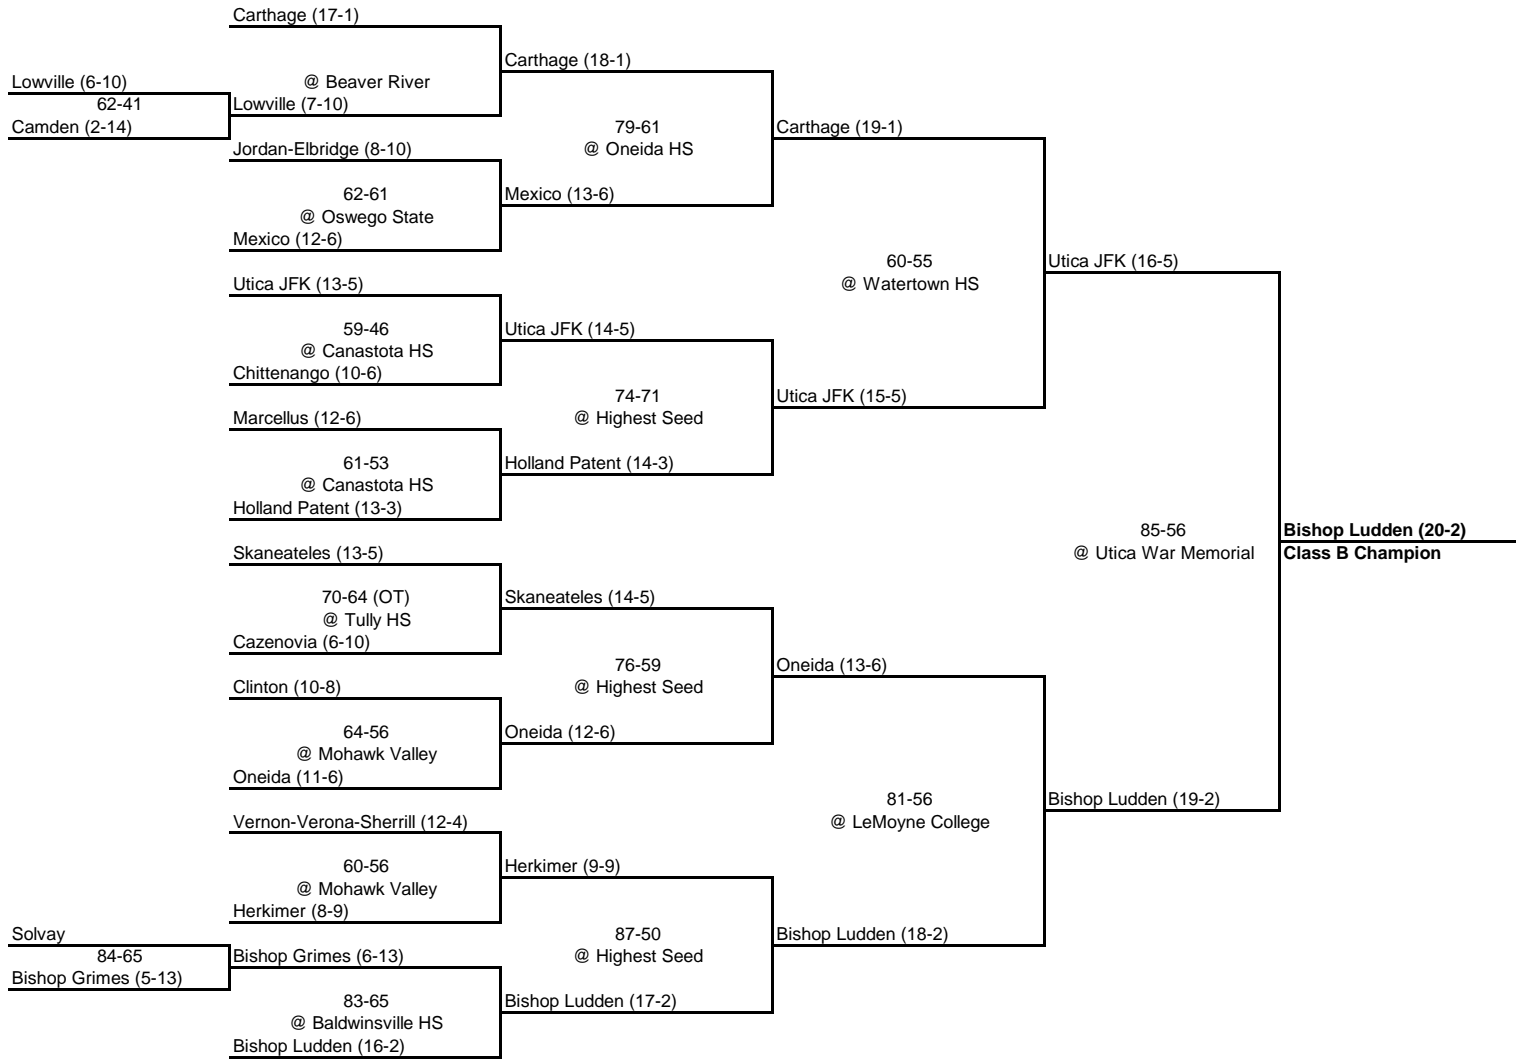 Carthage (17-1)
Carthage (18-1)
@ Beaver River
Lowville (6-10)
62-41
Lowville (7-10)
Camden (2-14)
79-61
@ Oneida HS
Carthage (19-1)
Jordan-Elbridge (8-10)
62-61
@ Oswego State
Mexico (13-6)
Mexico (12-6)
60-55
@ Watertown HS
Utica JFK (16-5)
Utica JFK (13-5)
59-46
@ Canastota HS
Utica JFK (14-5)
Chittenango (10-6)
74-71
@ Highest Seed
Utica JFK (15-5)
Marcellus (12-6)
61-53
@ Canastota HS
Holland Patent (14-3)
Holland Patent (13-3)
85-56
@ Utica War Memorial
Bishop Ludden (20-2)
Class B Champion
Skaneateles (13-5)
70-64 (OT)
@ Tully HS
Skaneateles (14-5)
Cazenovia (6-10)
76-59
@ Highest Seed
Oneida (13-6)
Clinton (10-8)
64-56
@ Mohawk Valley
Oneida (12-6)
Oneida (11-6)
81-56
@ LeMoyne College
Bishop Ludden (19-2)
Vernon-Verona-Sherrill (12-4)
60-56
@ Mohawk Valley
Herkimer (9-9)
Herkimer (8-9)
87-50
@ Highest Seed
Bishop Ludden (18-2)
Solvay
84-65
Bishop Grimes (5-13)
Bishop Grimes (6-13)
83-65
@ Baldwinsville HS
Bishop Ludden (17-2)
Bishop Ludden (16-2)